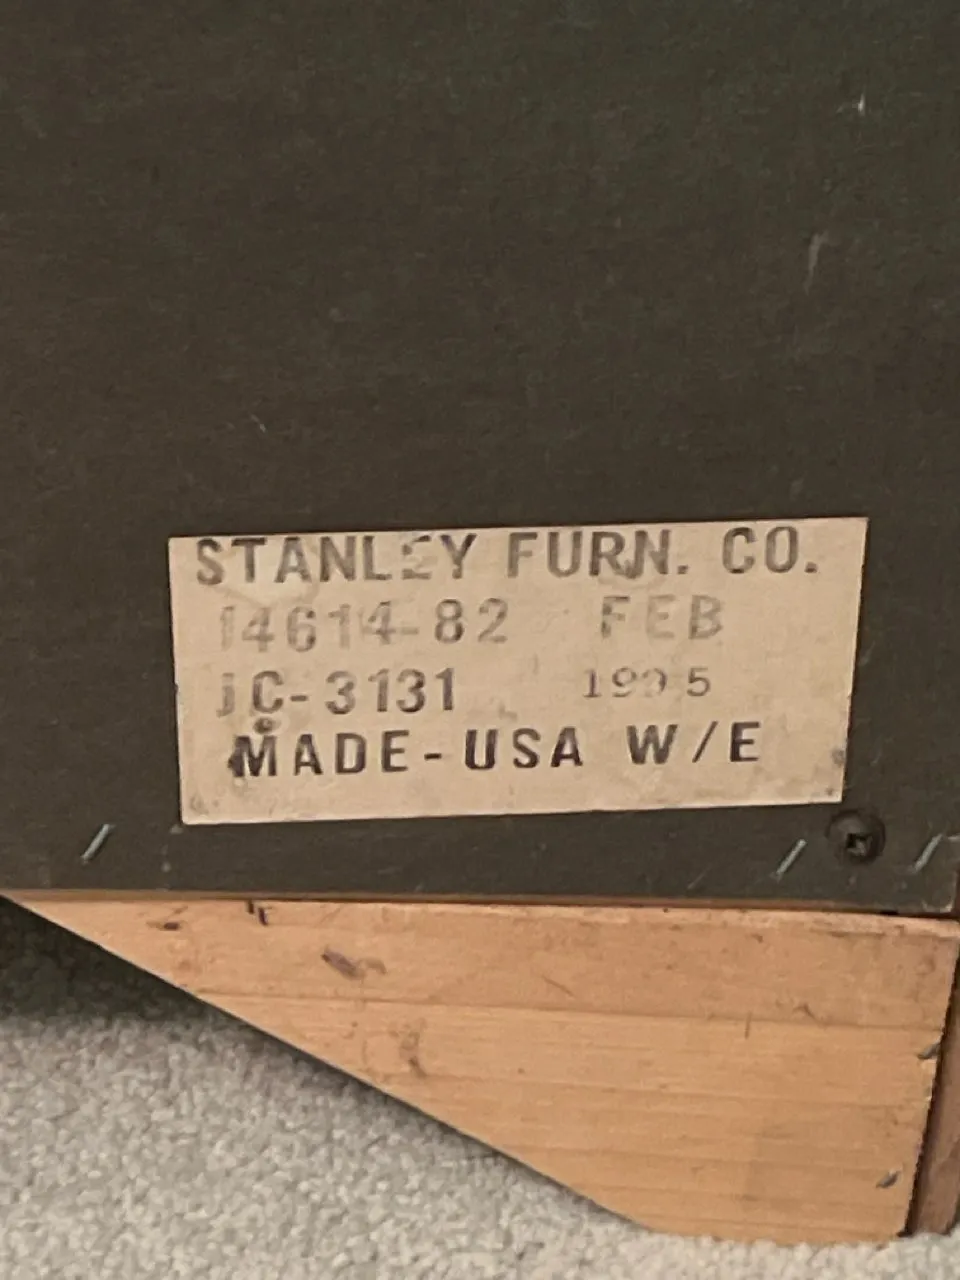 STANLEY FURN. CO.
14614-82 FEB
jC-3131 1995
MADE-USA W/E